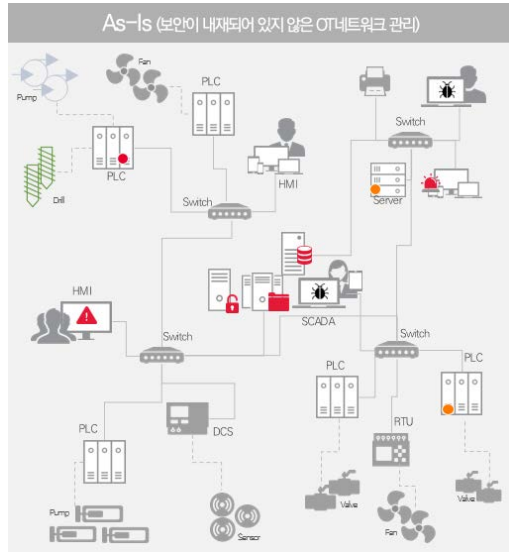 As-Is (보안이 내재되어 있지 않은 OT네트워크 관리)
Fan
PLC
Pump
Switch
PLC
HMI
Drill
Server
Switch
HMI
SCADA
Switch
Switch
PLC
PLC
PLC
DCS
RTU
Valve
Valve
Pump
Sensor
Fan